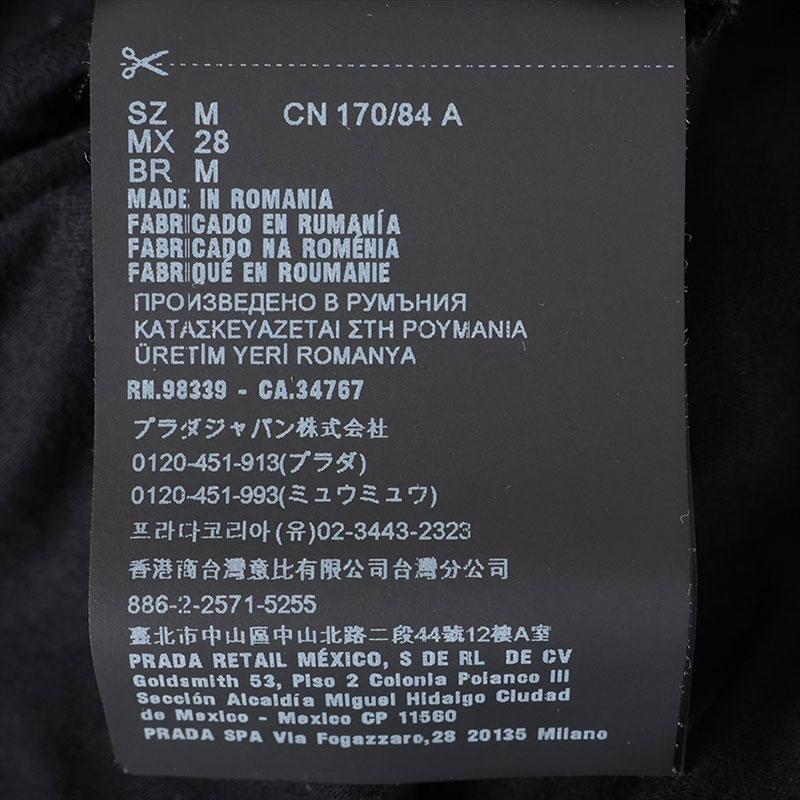 SZ M CN 170/84 A
MX 28
BR M
MADE IN ROMANIA
FABRICADO EN RUMANÍA
FABRICADO NA ROMÉNIA
FABRIQUÉ EN ROUMANIE
ПРОИЗВЕДЕНО В РУМЪНИЯ
ΚΑΤΑΣΚΕΥΑΖΕΤΑΙ ΣΤΗ ΡΟΥΜΑΝΙΑ
ÜRETİM YERİ ROMANYA
RN.98339 - CA.34767
プラダジャパン株式会社
0120-451-913(プラダ)
0120-451-993(ミュウミュウ)
프라다코리아(유)02-3443-2323
香港商台灣意比有限公司台灣分公司
886-2-2571-5255
臺北市中山區中山北路二段44號12樓A室
PRADA RETAIL MÉXICO, S DE RL DE CV
Goldsmith 53, Piso 2 Colonia Polanco III
Sección Alcaldía Miguel Hidalgo Ciudad
de Mexico - Mexico CP 11560
PRADA SPA Via Fogazzaro,28 20135 Milano